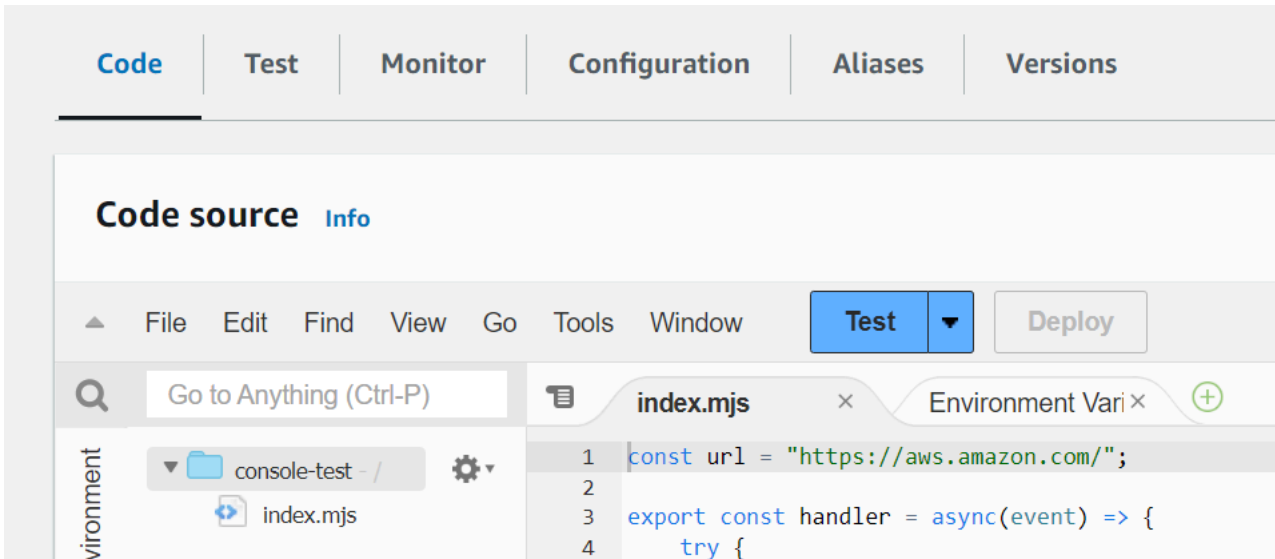 Code Test Monitor Configuration Aliases Versions
Code source Info
File Edit Find View Go Tools Window Test Deploy
Go to Anything (Ctrl-P) index.mjs × Environment Vari ×
console-test - /
index.mjs
1 const url = "https://aws.amazon.com/";
2
3 export const handler = async(event) => {
4 try {